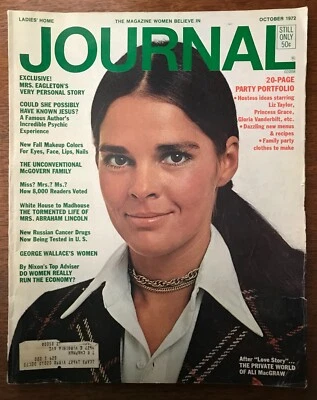 LADIES' HOME
THE MAGAZINE WOMEN BELIEVE IN
OCTOBER 1972
STILL
ONLY
50¢
JOURNAL
EXCLUSIVE!
MRS. EAGLETON'S
VERY PERSONAL STORY
COULD SHE POSSIBLY
HAVE KNOWN JESUS?
A Famous Author's
Incredible Psychic
Experience
New Fall Makeup Colors
For Eyes, Face, Lips, Nails
THE UNCONVENTIONAL
McGOVERN FAMILY
Miss? Mrs.? Ms.?
How 8,000 Readers Voted
White House to Madhouse
THE TORMENTED LIFE OF
MRS. ABRAHAM LINCOLN
New Russian Cancer Drugs
Now Being Tested in U. S.
GEORGE WALLACE'S WOMEN
By Nixon's Top Adviser
DO WOMEN REALLY
RUN THE ECONOMY?
20-PAGE
PARTY PORTFOLIO
• Hostess ideas starring
Liz Taylor,
Princess Grace,
Gloria Vanderbilt, etc.
• Dazzling new menus
& recipes
• Family party
clothes to make
After "Love Story"...
THE PRIVATE WORLD
OF ALI MacGRAW